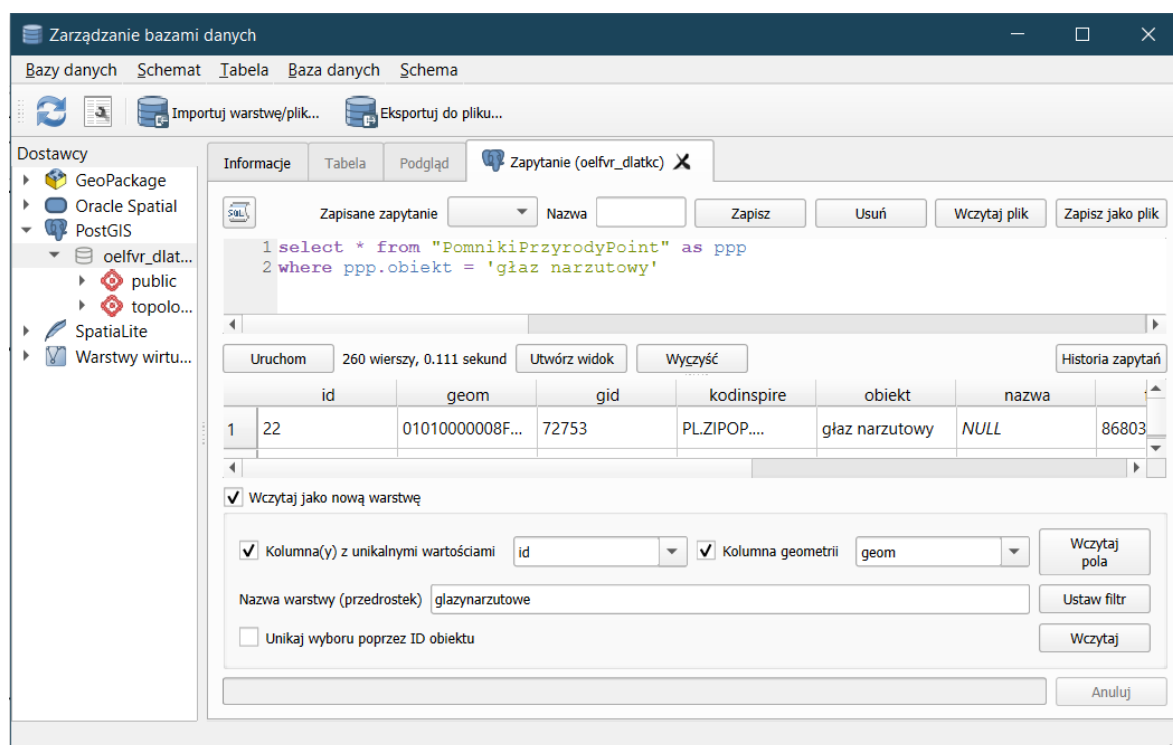 Zarządzanie bazami danych
Bazy danych Schemat Tabela Baza danych Schema
Importuj warstwę/plik... Eksportuj do pliku...
Dostawcy
GeoPackage
Oracle Spatial
PostGIS
oelfvr_dlat...
public
topolo...
SpatiaLite
Warstwy wirtu...
Informacje Tabela Podgląd Zapytanie (oelfvr_dlatkc)
SQL Zapisane zapytanie Nazwa Zapisz Usuń Wczytaj plik Zapisz jako plik
1 select * from "PomnikiPrzyrodyPoint" as ppp
2 where ppp.obiekt = 'głaz narzutowy'
Uruchom 260 wierszy, 0.111 sekund Utwórz widok Wyczyść Historia zapytań
id geom gid kodinspire obiekt nazwa
1 22 01010000008F... 72753 PL.ZIPOP.... głaz narzutowy NULL 86803
Wczytaj jako nową warstwę
Kolumna(y) z unikalnymi wartościami id Kolumna geometrii geom Wczytaj pola
Nazwa warstwy (przedrostek) glazynarzutowe Ustaw filtr
Unikaj wyboru poprzez ID obiektu Wczytaj
Anuluj